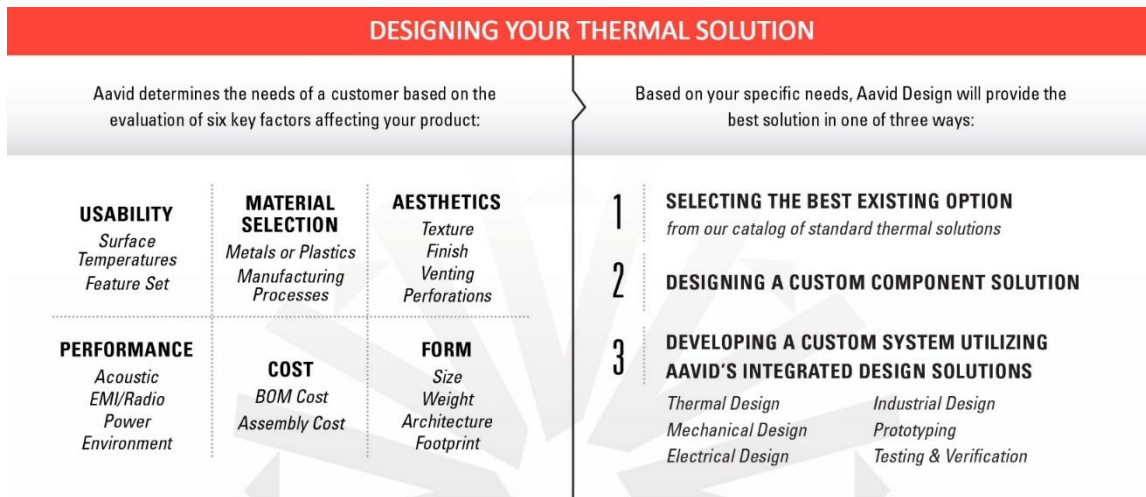 DESIGNING YOUR THERMAL SOLUTION
Aavid determines the needs of a customer based on the
evaluation of six key factors affecting your product:
USABILITY
Surface
Temperatures
Feature Set
MATERIAL
SELECTION
Metals or Plastics
Manufacturing
Processes
AESTHETICS
Texture
Finish
Venting
Perforations
PERFORMANCE
Acoustic
EMI/Radio
Power
Environment
COST
BOM Cost
Assembly Cost
FORM
Size
Weight
Architecture
Footprint
Based on your specific needs, Aavid Design will provide the
best solution in one of three ways:
1
SELECTING THE BEST EXISTING OPTION
from our catalog of standard thermal solutions
2
DESIGNING A CUSTOM COMPONENT SOLUTION
3
DEVELOPING A CUSTOM SYSTEM UTILIZING
AAVID'S INTEGRATED DESIGN SOLUTIONS
Thermal Design
Mechanical Design
Electrical Design
Industrial Design
Prototyping
Testing & Verification